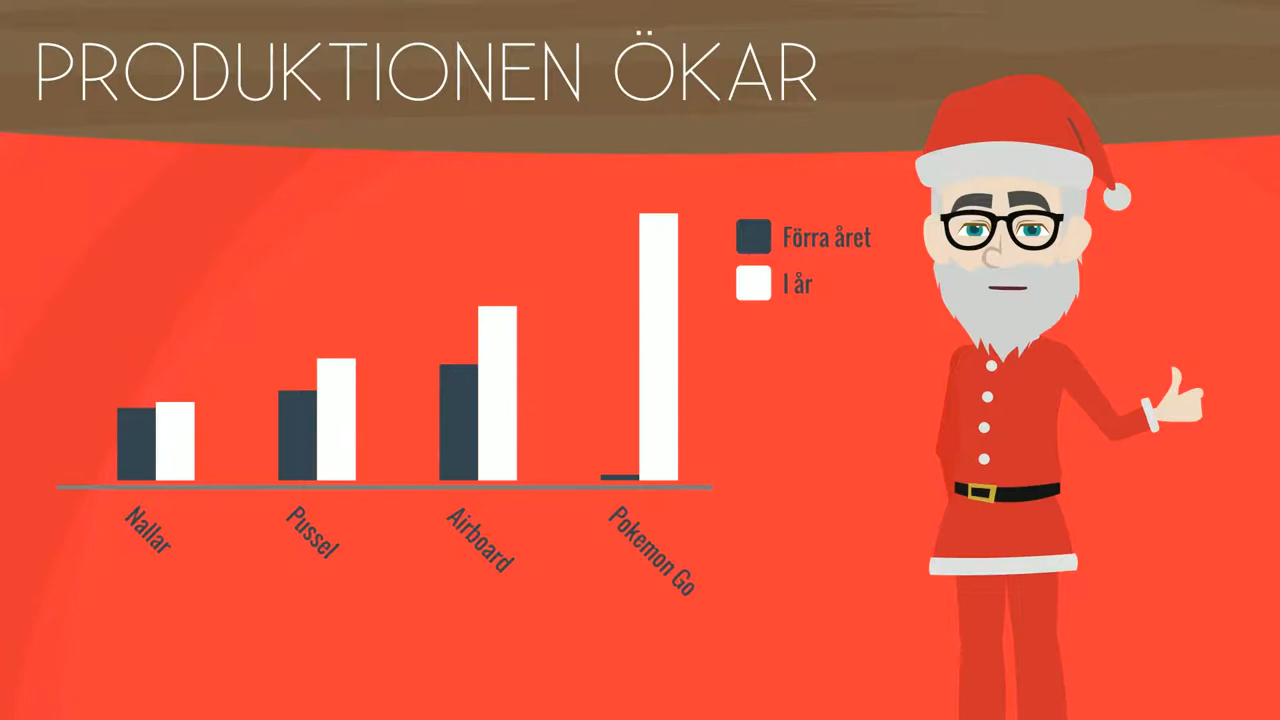 PRODUKTIONEN ÖKAR
Förra året
I år
Nallar
Pussel
Airboard
Pokemon Go